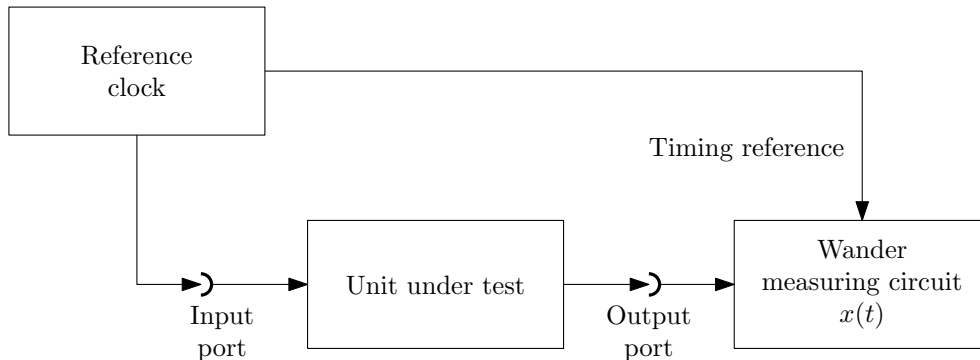 Reference
clock
Timing reference
Unit under test
Wander
measuring circuit
x(t)
Input
port
Output
port